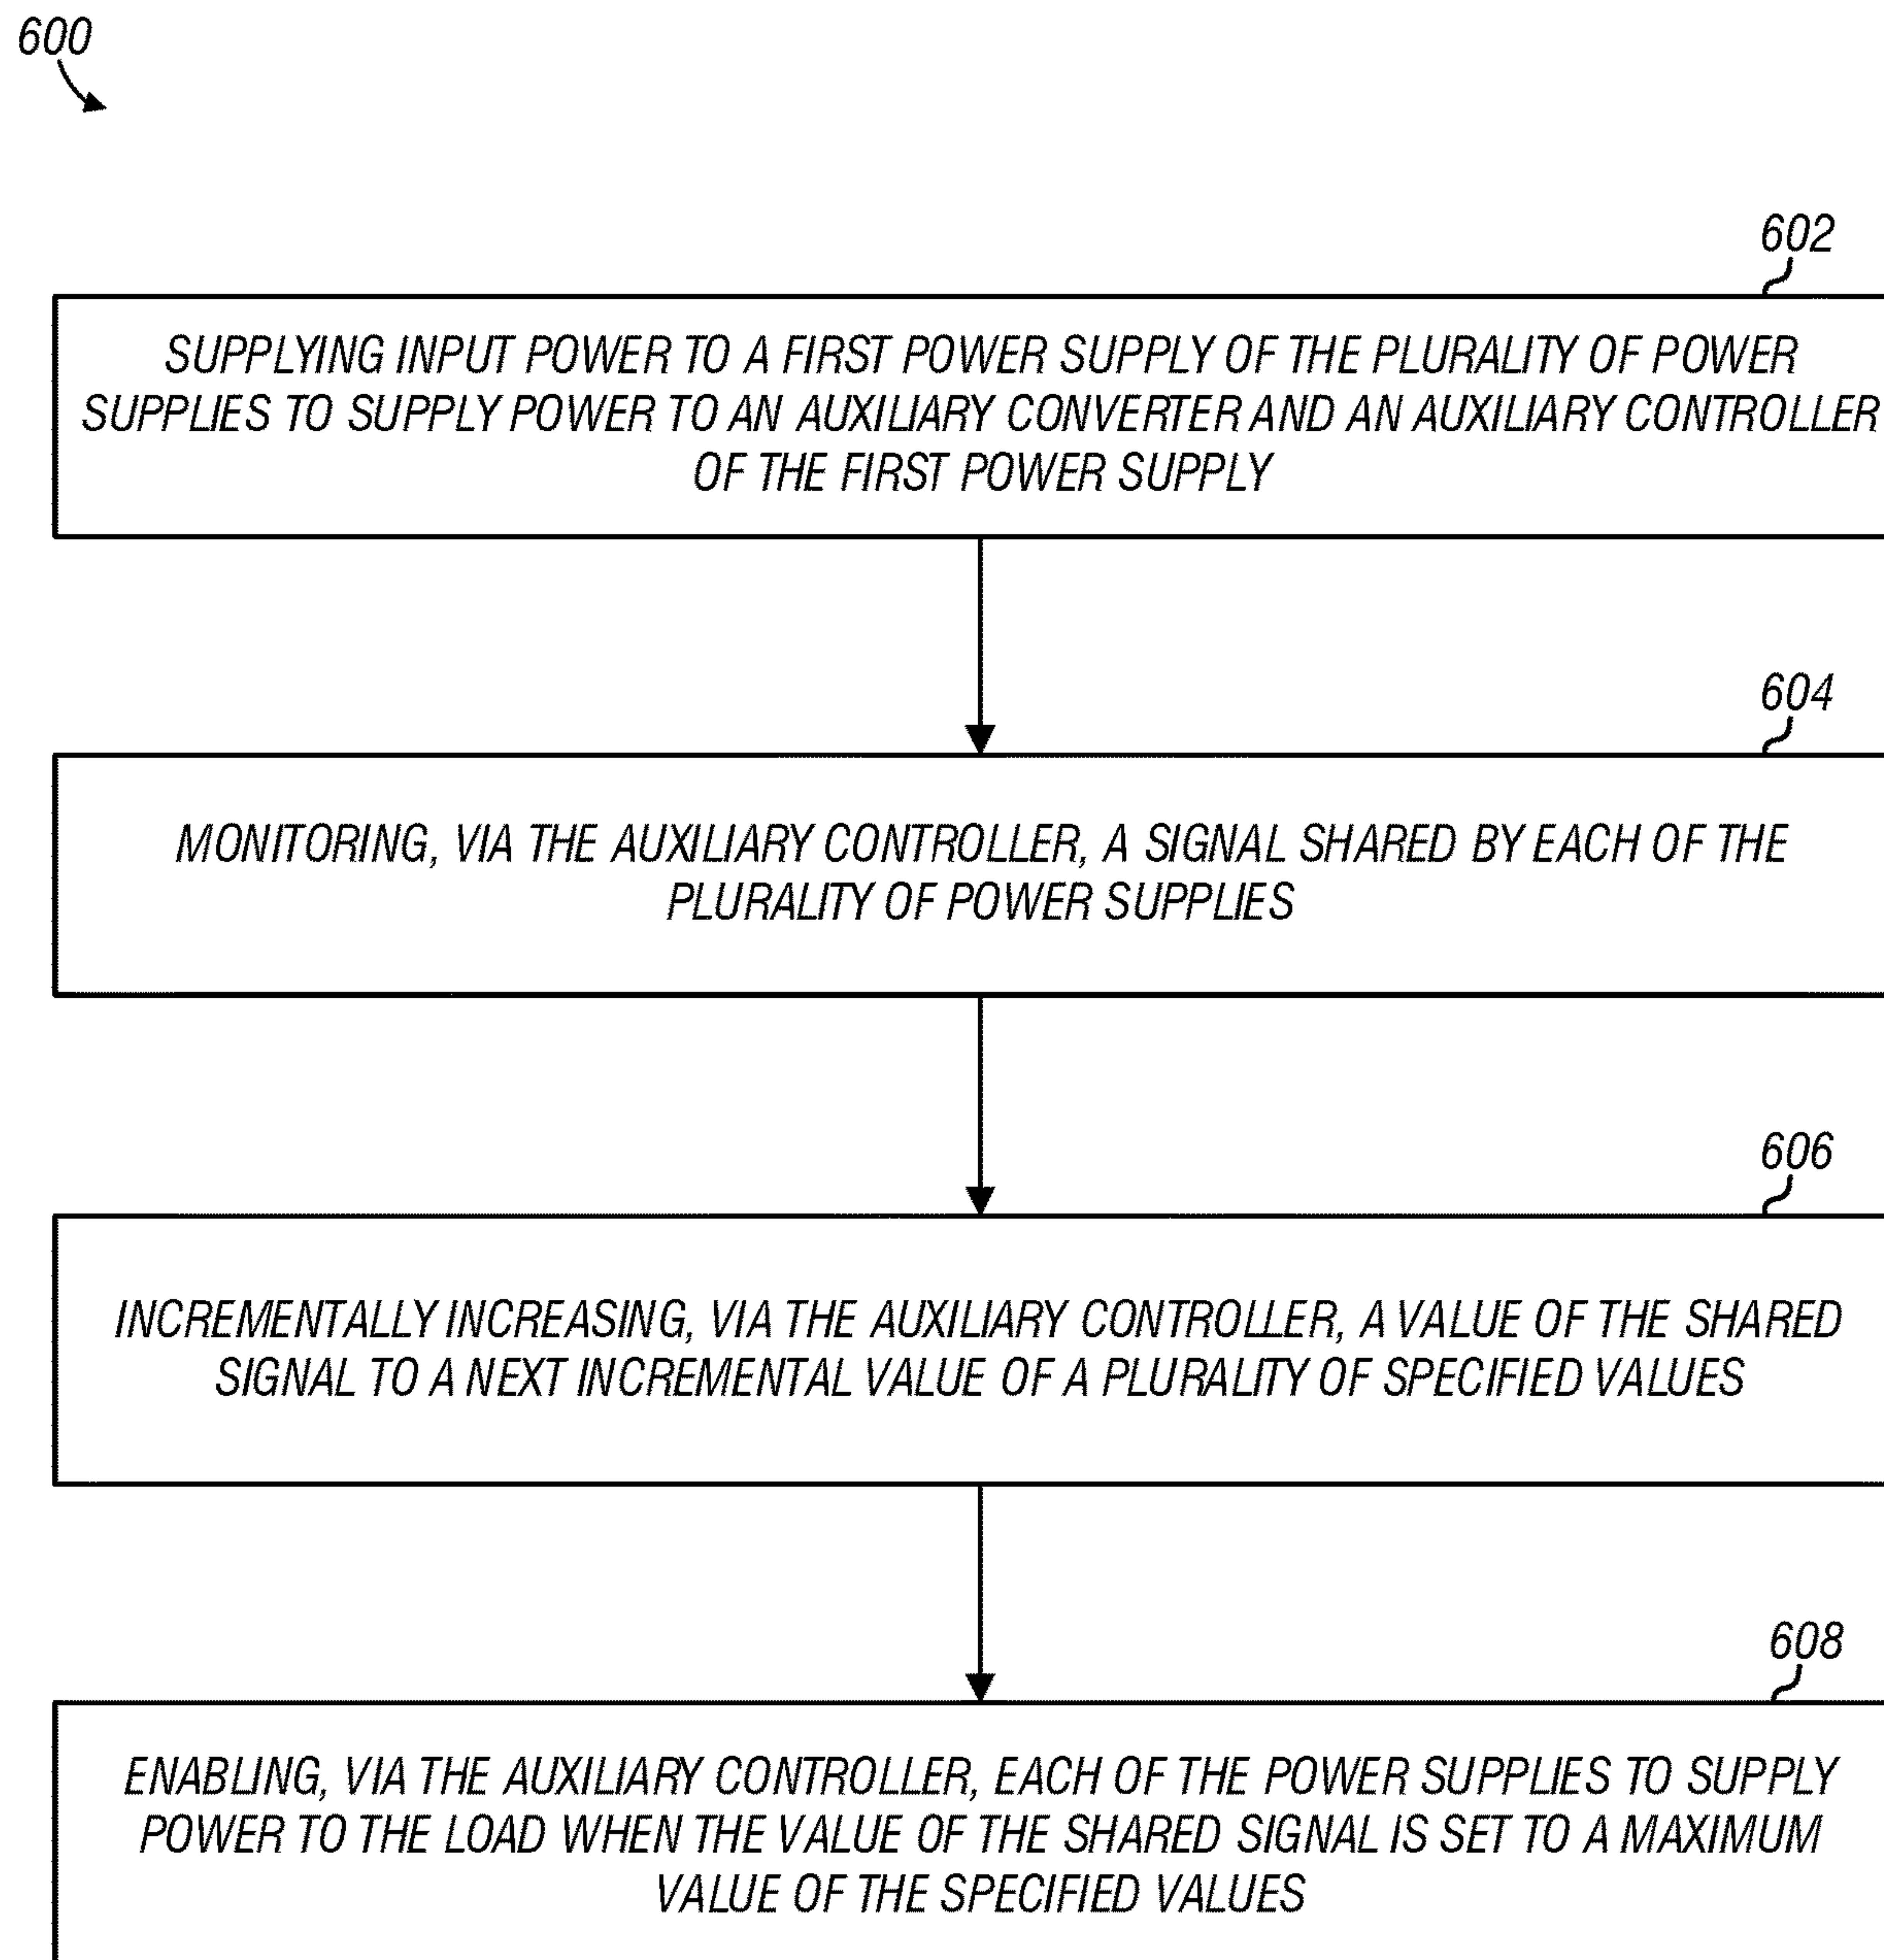 600
602
SUPPLYING INPUT POWER TO A FIRST POWER SUPPLY OF THE PLURALITY OF POWER
SUPPLIES TO SUPPLY POWER TO AN AUXILIARY CONVERTER AND AN AUXILIARY CONTROLLER
OF THE FIRST POWER SUPPLY
604
MONITORING, VIA THE AUXILIARY CONTROLLER, A SIGNAL SHARED BY EACH OF THE
PLURALITY OF POWER SUPPLIES
606
INCREMENTALLY INCREASING, VIA THE AUXILIARY CONTROLLER, A VALUE OF THE SHARED
SIGNAL TO A NEXT INCREMENTAL VALUE OF A PLURALITY OF SPECIFIED VALUES
608
ENABLING, VIA THE AUXILIARY CONTROLLER, EACH OF THE POWER SUPPLIES TO SUPPLY
POWER TO THE LOAD WHEN THE VALUE OF THE SHARED SIGNAL IS SET TO A MAXIMUM
VALUE OF THE SPECIFIED VALUES